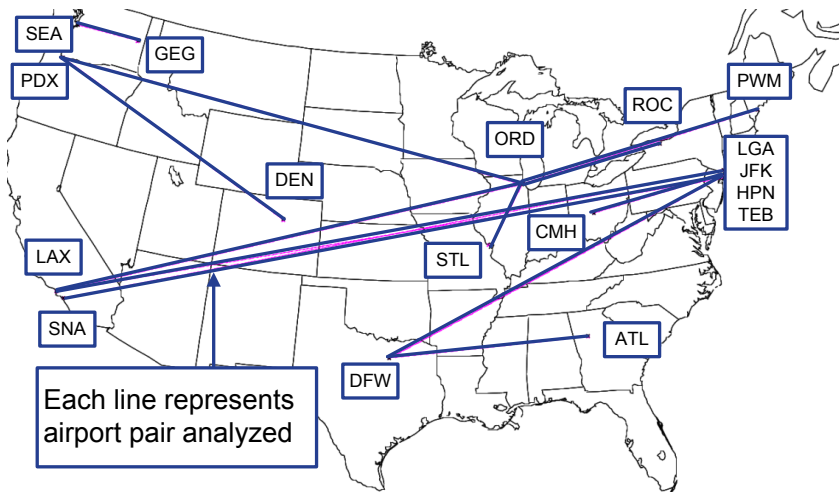 SEA
GEG
PDX
PWM
ROC
ORD
LGA
JFK
HPN
TEB
DEN
CMH
STL
LAX
SNA
ATL
DFW
Each line represents
airport pair analyzed